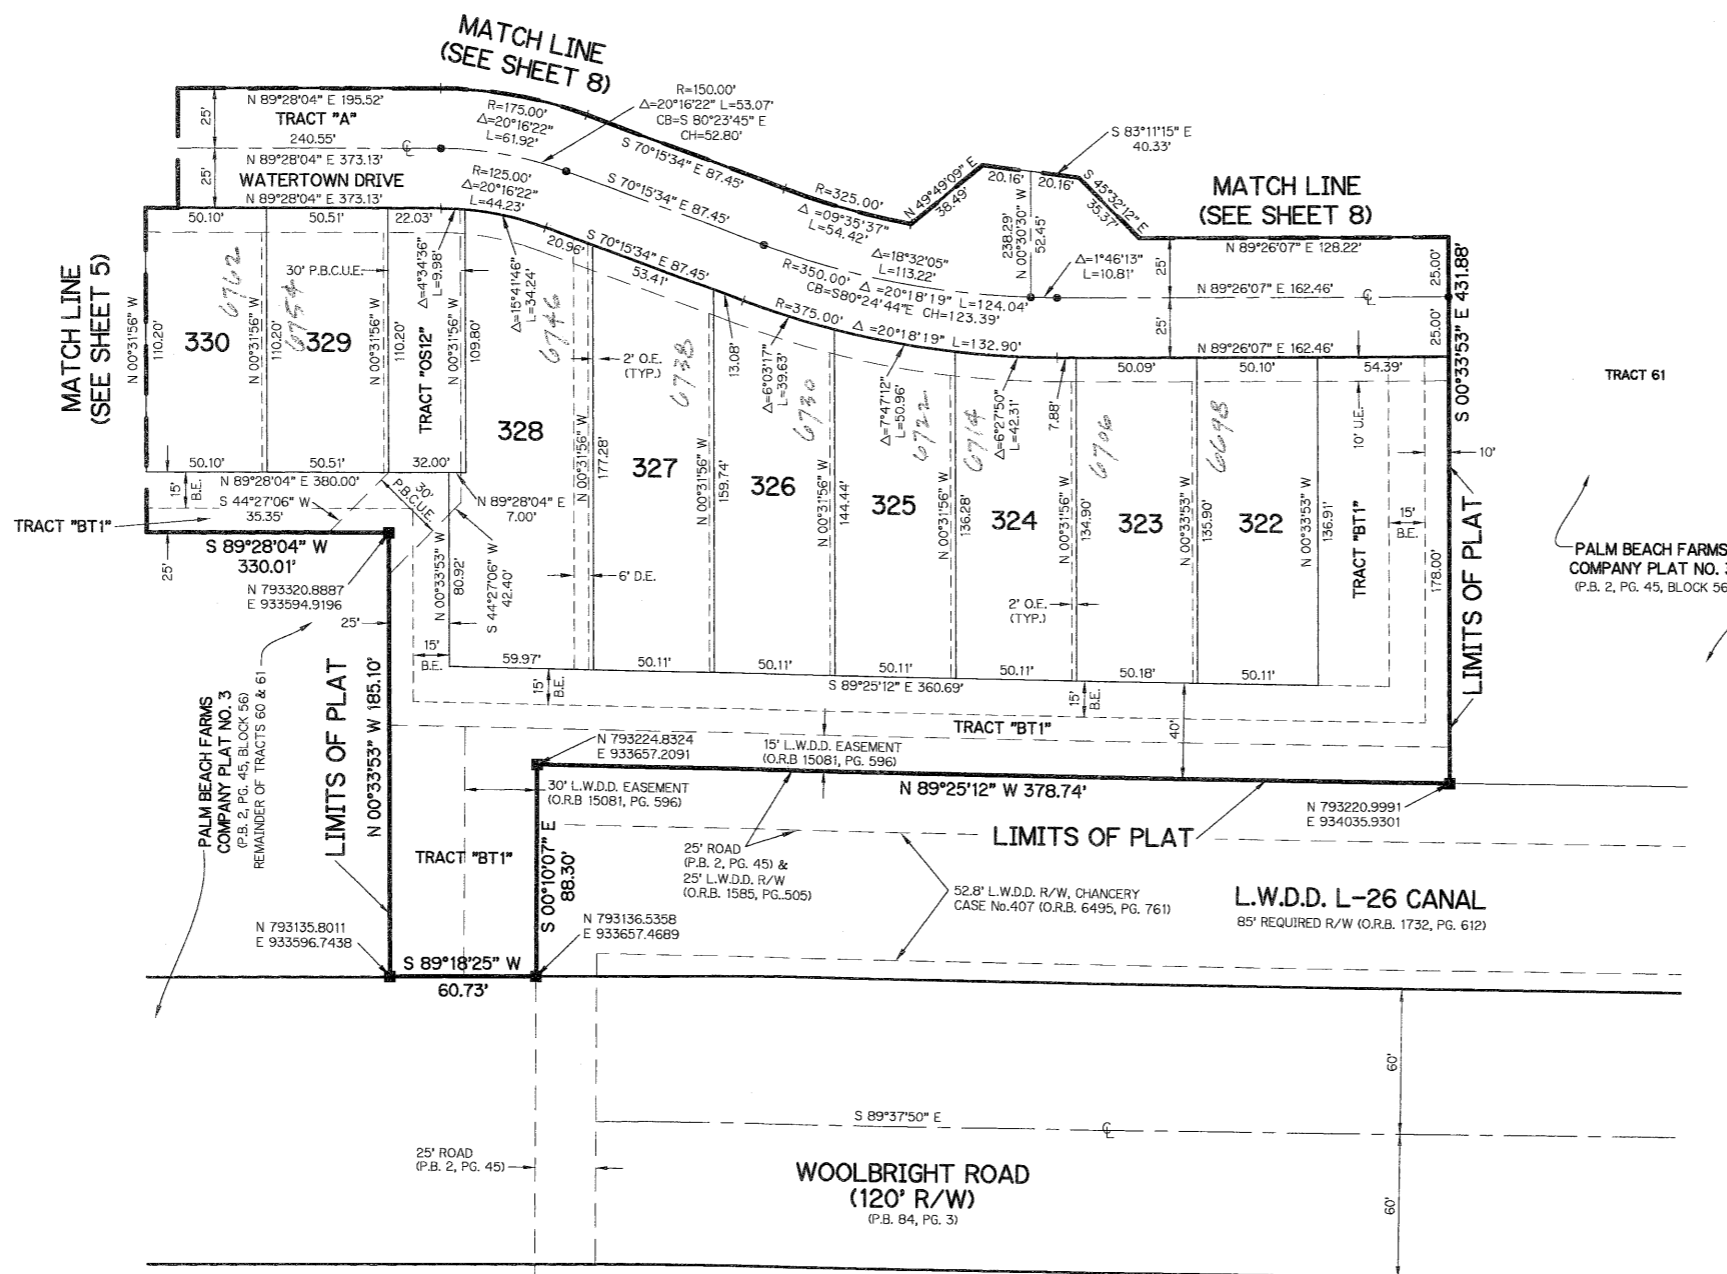 MATCH LINE
(SEE SHEET 8)
R=150.00'
Δ=20°16'22" L=53.07'
CB=S 80°23'45" E
CH=52.80'
N 89°28'04" E 195.52'
TRACT "A"
240.55'
N 89°28'04" E 373.13'
WATERTOWN DRIVE
N 89°28'04" E 373.13'
25'
25'
℄
R=175.00'
Δ=20°16'22"
L=61.92'
R=125.00'
Δ=20°16'22"
L=44.23'
S 70°15'34" E 87.45'
S 70°15'34" E 87.45'
S 70°15'34" E 87.45'
20.96'
53.41'
R=325.00'
Δ=09°35'37"
L=54.42'
N 49°49'09" E
38.49'
S 83°11'15" E
40.33'
20.16'
20.16'
S 45°32'12" E
35.37'
238.29'
N 00°30'30" W
52.45'
Δ=18°32'05"
L=113.22'
Δ=1°46'13"
L=10.81'
R=350.00' Δ=20°18'19" L=124.04'
CB=S80°24'44"E CH=123.39'
R=375.00' Δ=20°18'19" L=132.90'
MATCH LINE
(SEE SHEET 8)
N 89°26'07" E 128.22'
25'
25'
25.00'
25.00'
N 89°26'07" E 162.46'
℄
N 89°26'07" E 162.46'
S 00°33'53" E 431.88'
MATCH LINE
(SEE SHEET 5)
50.10'
50.51'
22.03'
30' P.B.C.U.E.
Δ=4°34'36"
L=9.98'
Δ=15°41'46"
L=34.24'
N 00°31'56" W
110.20'
330
6762
N 00°31'56" W
110.20'
6754
329
N 00°31'56" W
110.20'
TRACT "OS12"
N 00°31'56" W
109.80'
328
6746
2' O.E.
(TYP.)
N 00°31'56" W
177.28'
327
6738
13.08'
Δ=6°03'17"
L=39.63'
N 00°31'56" W
159.74'
326
6730
N 00°31'56" W
144.44'
Δ=7°47'12"
L=50.96'
325
6722
N 00°31'56" W
136.28'
6714
Δ=6°27'50"
L=42.31'
324
7.88'
N 00°31'56" W
134.90'
50.09'
6706
323
N 00°33'53" W
135.90'
50.10'
6698
322
N 00°33'53" W
136.91'
54.39'
10' U.E.
TRACT "BT1"
15'
B.E.
10'
178.00'
LIMITS OF PLAT
TRACT 61
PALM BEACH FARMS
COMPANY PLAT NO. 3
(P.B. 2, PG. 45, BLOCK 56
50.10'
50.51'
32.00'
15'
B.E.
N 89°28'04" E 380.00'
S 44°27'06" W
35.35'
30'
P.B.C.U.E.
N 89°28'04" E
7.00'
TRACT "BT1"
S 89°28'04" W
330.01'
25'
N 793320.8887
E 933594.9196
25'
N 00°33'53" W
80.92'
S 44°27'06" W
42.40'
6' D.E.
2' O.E.
(TYP.)
15'
B.E.
59.97'
50.11'
50.11'
50.11'
50.11'
50.18'
50.11'
S 89°25'12" E 360.69'
15'
B.E.
15'
B.E.
40'
TRACT "BT1"
PALM BEACH FARMS
COMPANY PLAT NO. 3
(P.B. 2, PG. 45, BLOCK 56)
REMAINDER OF TRACTS 60 & 61
LIMITS OF PLAT
N 00°33'53" W 185.10'
N 793224.8324
E 933657.2091
15' L.W.D.D. EASEMENT
(O.R.B 15081, PG. 596)
30' L.W.D.D. EASEMENT
(O.R.B 15081, PG. 596)
N 89°25'12" W 378.74'
N 793220.9991
E 934035.9301
LIMITS OF PLAT
TRACT "BT1"
S 00°10'07" E
88.30'
25' ROAD
(P.B. 2, PG. 45) &
25' L.W.D.D. R/W
(O.R.B. 1585, PG..505)
52.8' L.W.D.D. R/W, CHANCERY
CASE No.407 (O.R.B. 6495, PG. 761)
L.W.D.D. L-26 CANAL
85' REQUIRED R/W (O.R.B. 1732, PG. 612)
N 793135.8011
E 933596.7438
N 793136.5358
E 933657.4689
S 89°18'25" W
60.73'
60'
S 89°37'50" E
℄
25' ROAD
(P.B. 2, PG. 45)
WOOLBRIGHT ROAD
(120' R/W)
(P.B. 84, PG. 3)
60'